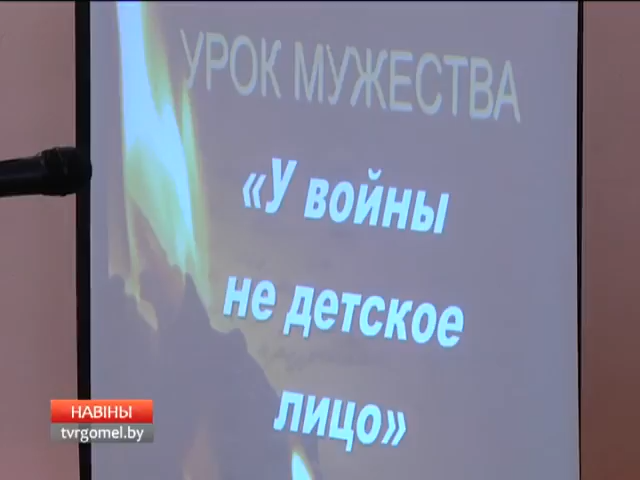 УРОК МУЖЕСТВА
«У войны
не детское
лицо»
НАВІНЫ
tvrgomel.by